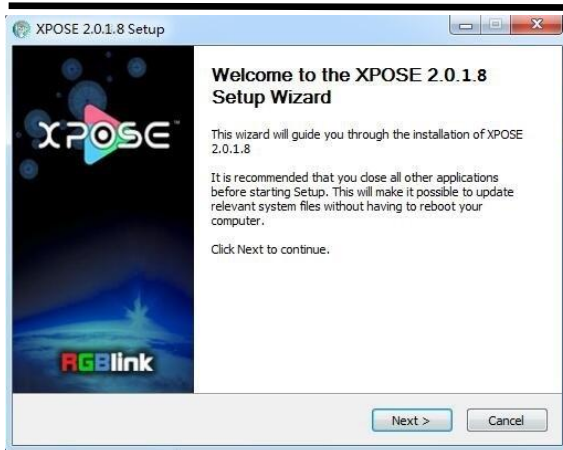 XPOSE 2.0.1.8 Setup
XPOSE
RGBlink
Welcome to the XPOSE 2.0.1.8
Setup Wizard
This wizard will guide you through the installation of XPOSE
2.0.1.8
It is recommended that you close all other applications
before starting Setup. This will make it possible to update
relevant system files without having to reboot your
computer.
Click Next to continue.
Next >
Cancel